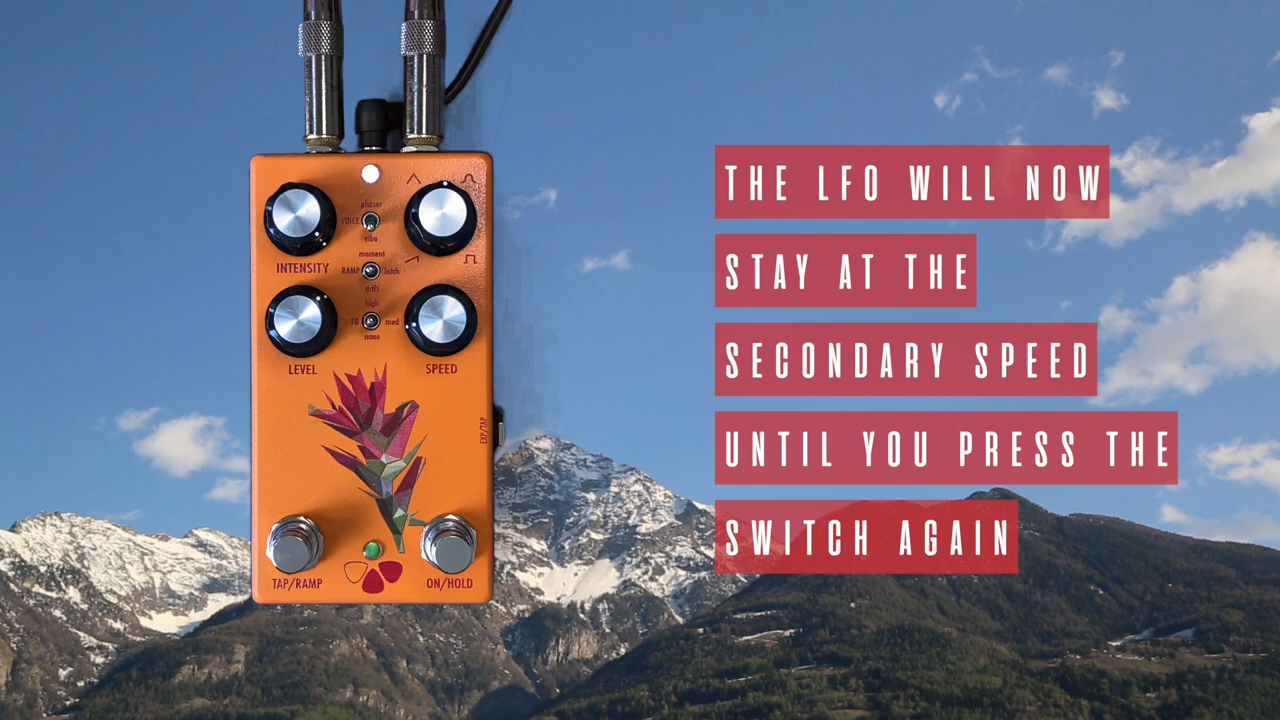 phaser
VOICE
vibe
moment
INTENSITY
RAMP latch
drift
high
FB med
none
LEVEL
SPEED
EXP/TAP
TAP/RAMP
ON/HOLD
THE LFO WILL NOW
STAY AT THE
SECONDARY SPEED
UNTIL YOU PRESS THE
SWITCH AGAIN